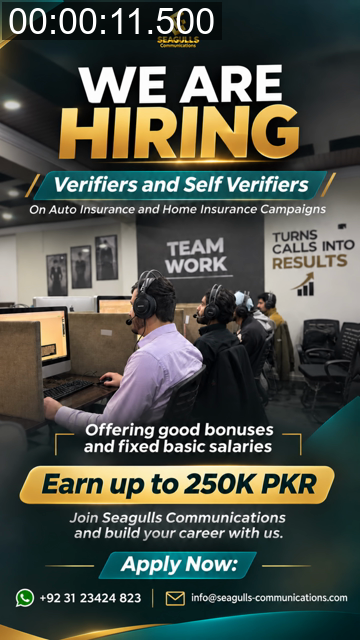 00:00:11.500
SEAGULLS
Communications
WE ARE
HIRING
Verifiers and Self Verifiers
On Auto Insurance and Home Insurance Campaigns
TEAM
WORK
TURNS
CALLS INTO
RESULTS
Offering good bonuses
and fixed basic salaries
Earn up to 250K PKR
Join Seagulls Communications
and build your career with us.
Apply Now:
+92 31 23424 823
info@seagulls-communications.com